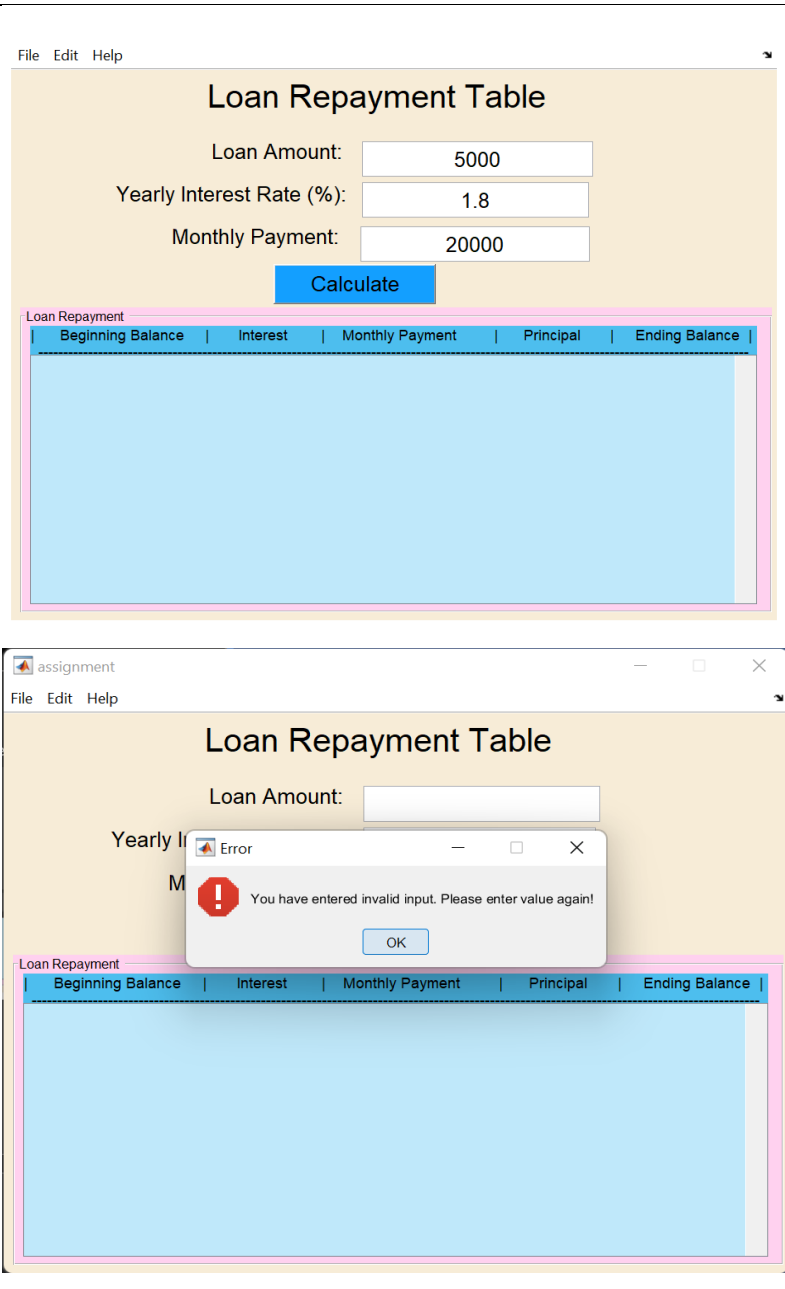 File Edit Help
Loan Repayment Table
Loan Amount: 5000
Yearly Interest Rate (%): 1.8
Monthly Payment: 20000
Calculate
Loan Repayment
| Beginning Balance | Interest | Monthly Payment | Principal | Ending Balance |
assignment
File Edit Help
Loan Repayment Table
Loan Amount:
Yearly
Error
You have entered invalid input. Please enter value again!
OK
Loan Repayment
| Beginning Balance | Interest | Monthly Payment | Principal | Ending Balance |